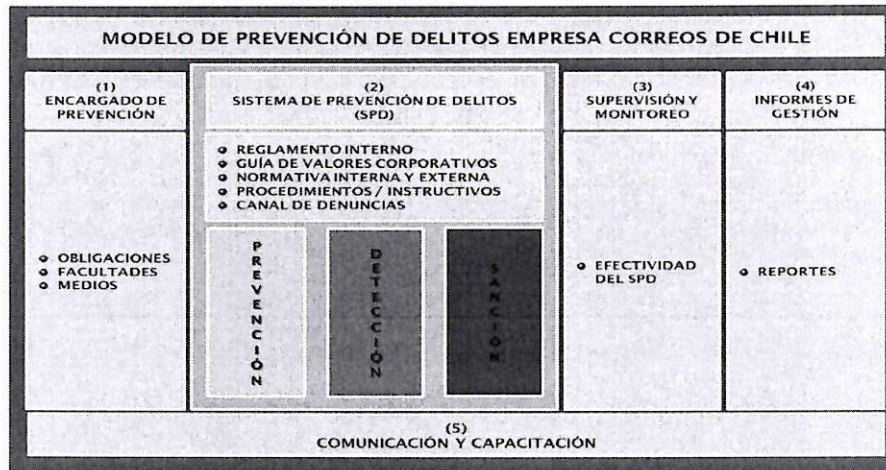 MODELO DE PREVENCIÓN DE DELITOS EMPRESA CORREOS DE CHILE
(1)
ENCARGADO DE
PREVENCIÓN
OBLIGACIONES
FACULTADES
MEDIOS
(2)
SISTEMA DE PREVENCIÓN DE DELITOS
(SPD)
REGLAMENTO INTERNO
GUÍA DE VALORES CORPORATIVOS
NORMATIVA INTERNA Y EXTERNA
PROCEDIMIENTOS / INSTRUCTIVOS
CANAL DE DENUNCIAS
PREVENCIÓN
DETECCIÓN
SANCIÓN
(3)
SUPERVISIÓN Y
MONITOREO
EFECTIVIDAD
DEL SPD
(4)
INFORMES DE
GESTIÓN
REPORTES
(5)
COMUNICACIÓN Y CAPACITACIÓN